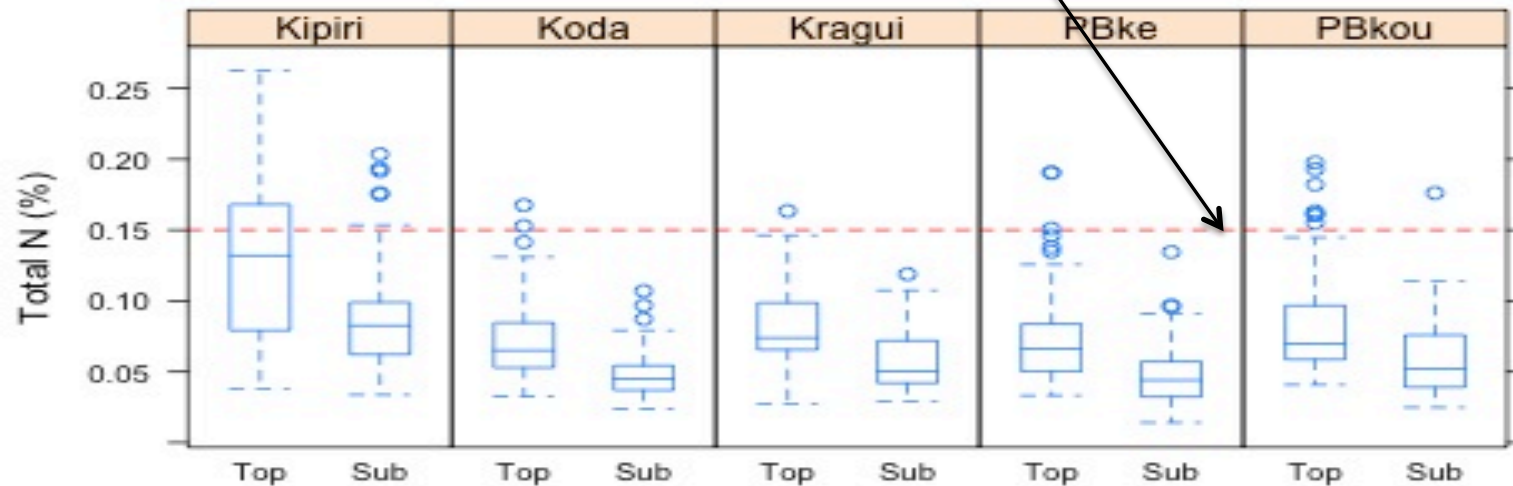 Kipiri Koda Kragui PBke PBkou
Total N (%)
0.25
0.20
0.15
0.10
0.05
Top Sub Top Sub Top Sub Top Sub Top Sub